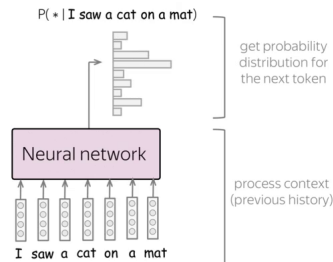 P( * | I saw a cat on a mat)
get probability
distribution for
the next token
Neural network
process context
(previous history)
I saw a cat on a mat